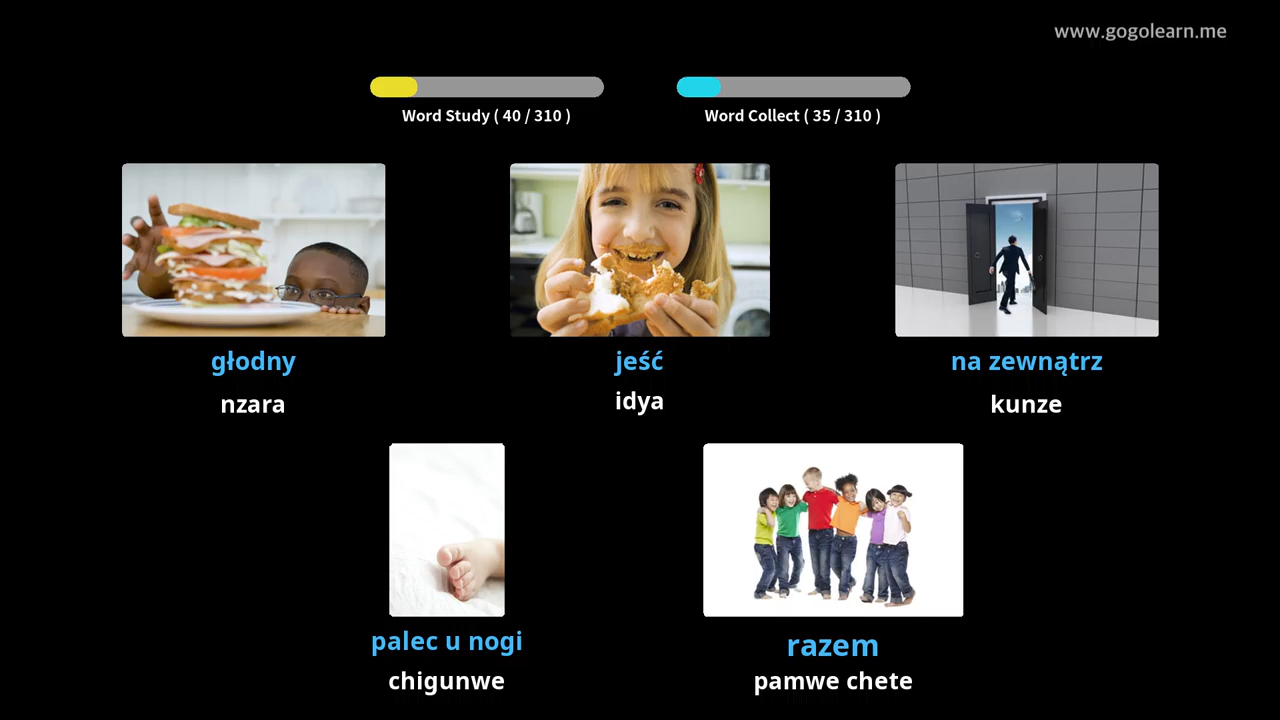 www.gogolearn.me
Word Study ( 40 / 310 )
Word Collect ( 35 / 310 )
głodny
nzara
jeść
idya
na zewnątrz
kunze
palec u nogi
chigunwe
razem
pamwe chete